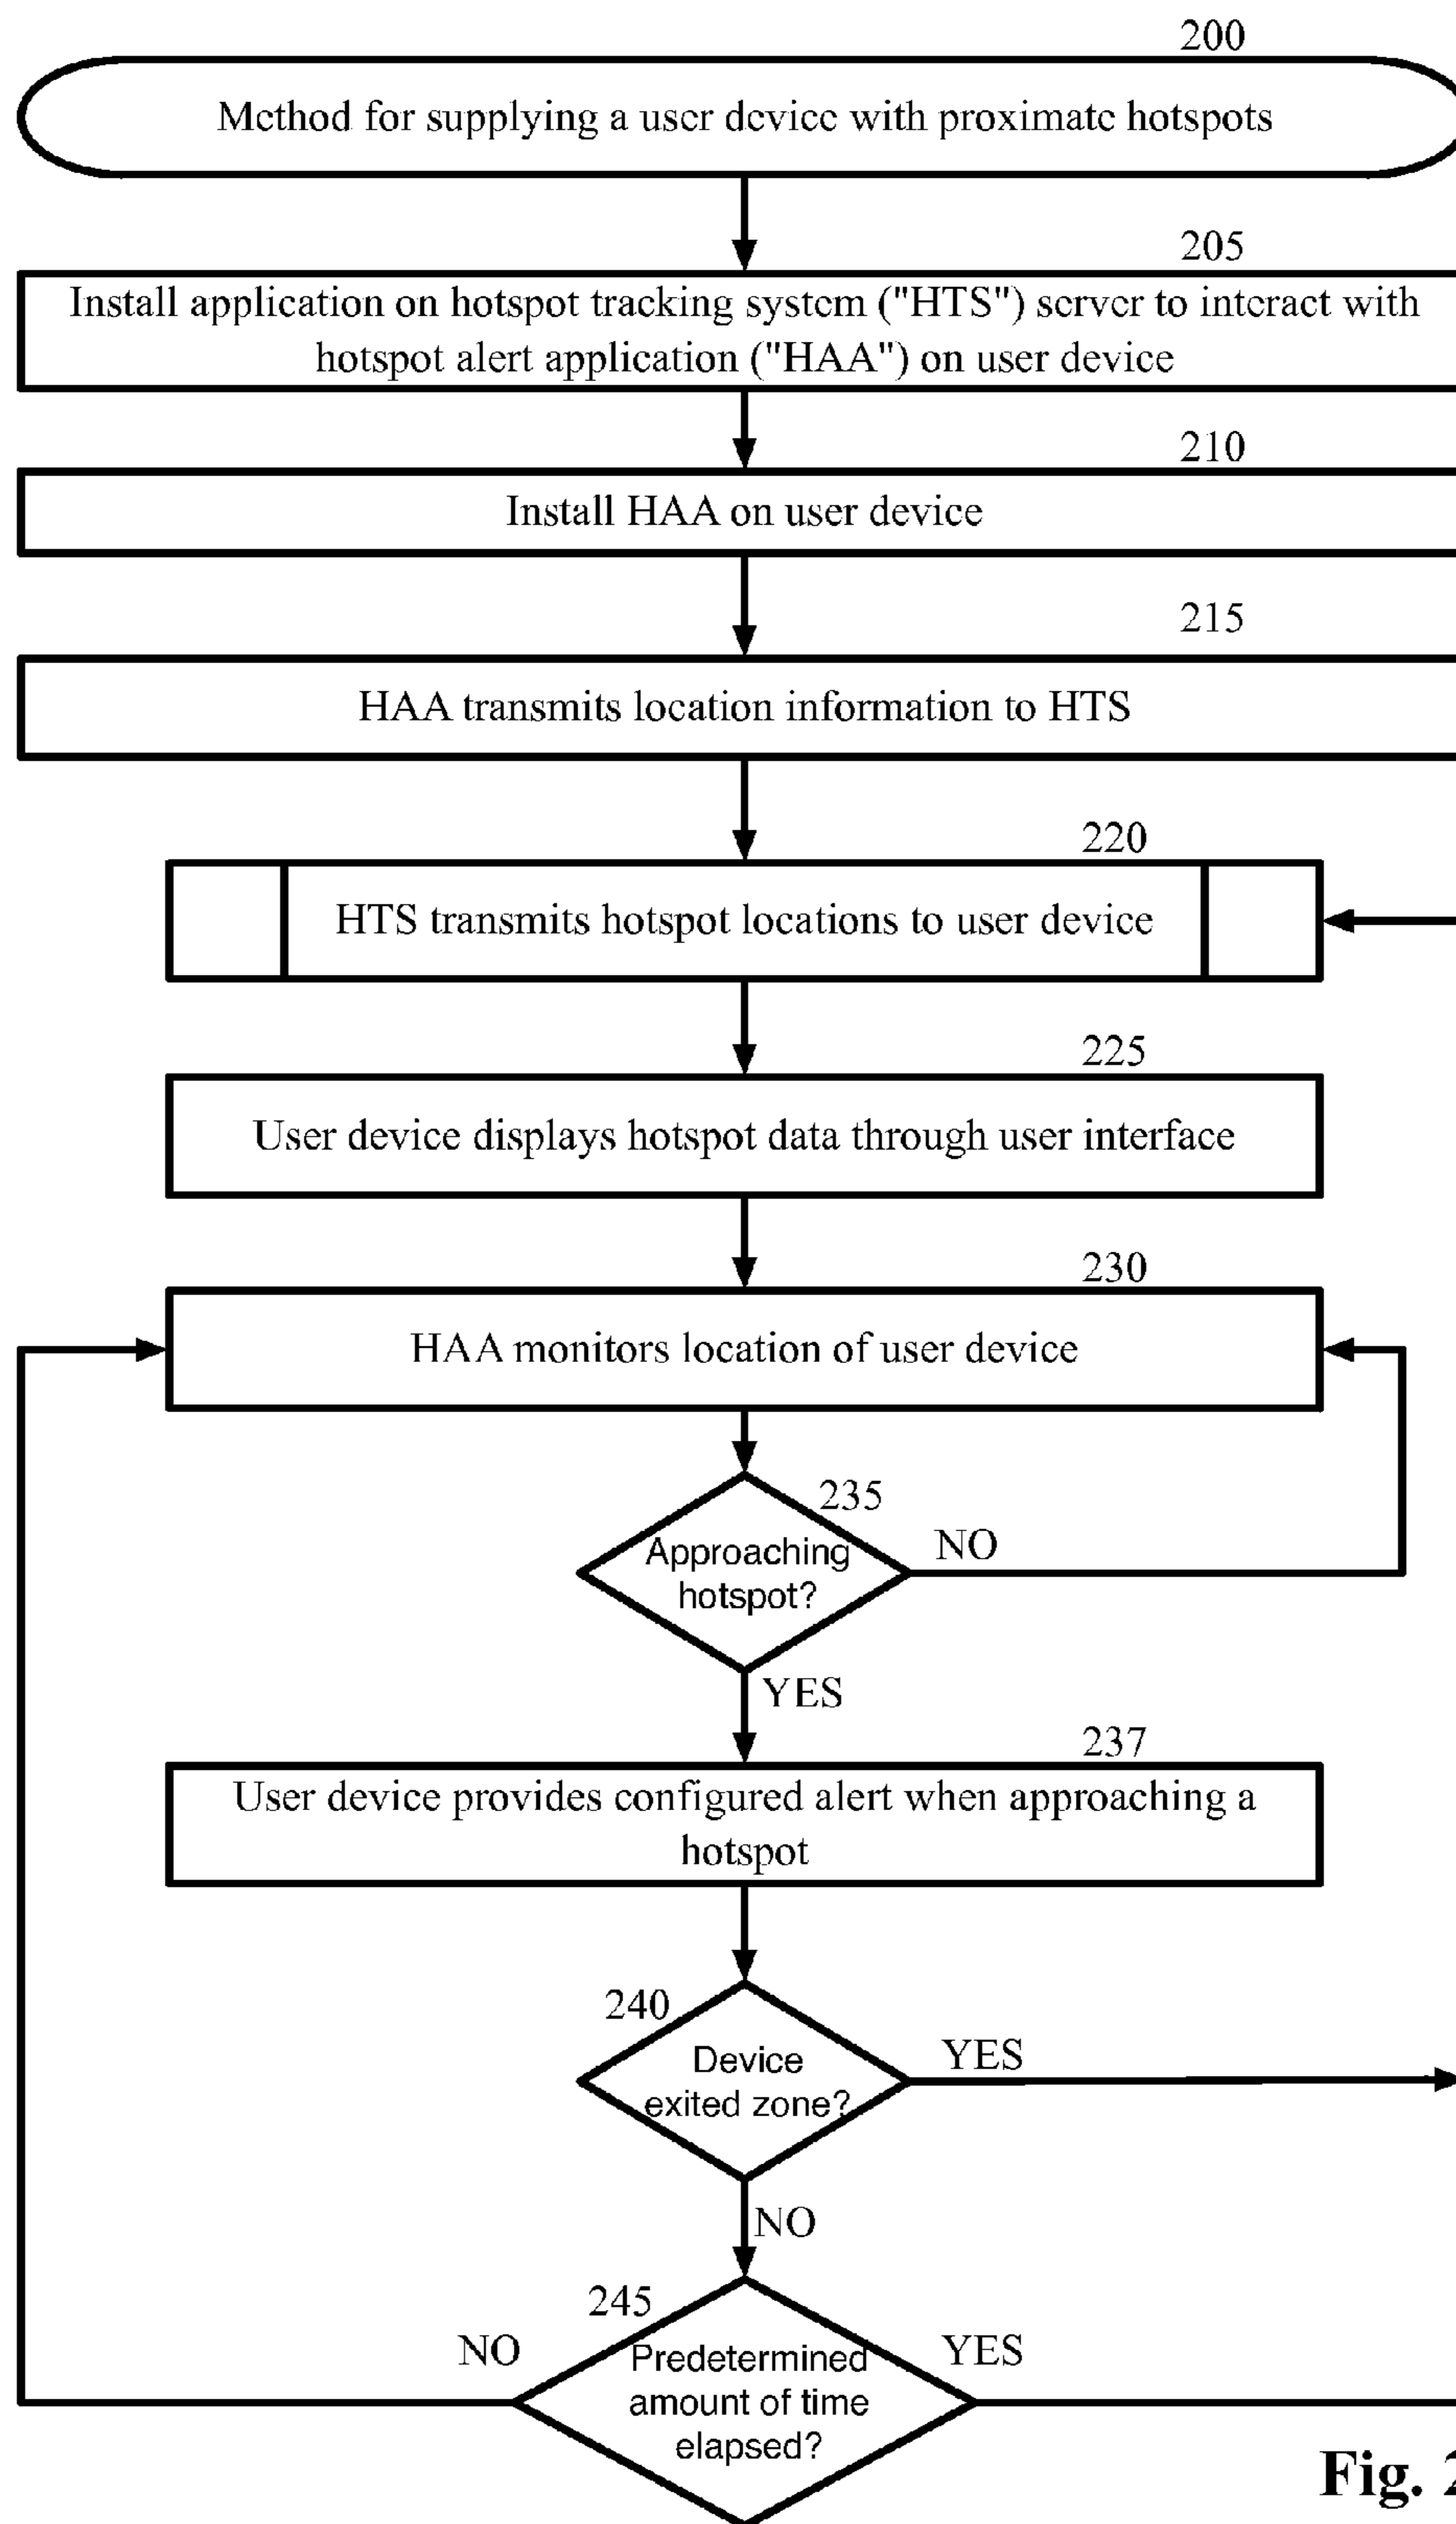 200
Method for supplying a user device with proximate hotspots
205
Install application on hotspot tracking system ("HTS") server to interact with
hotspot alert application ("HAA") on user device
210
Install HAA on user device
215
HAA transmits location information to HTS
220
HTS transmits hotspot locations to user device
225
User device displays hotspot data through user interface
230
HAA monitors location of user device
235
Approaching
hotspot?
NO
YES
237
User device provides configured alert when approaching a
hotspot
240
Device
exited zone?
YES
NO
245
NO
Predetermined
amount of time
elapsed?
YES
Fig. 2